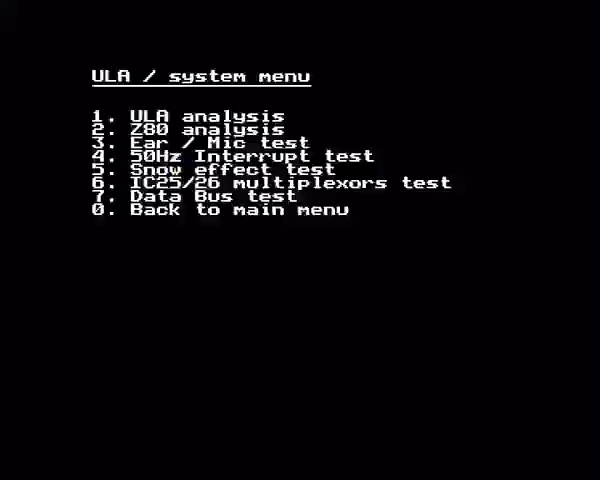 ULA / system menu
1. ULA analysis
2. Z80 analysis
3. Ear / Mic test
4. 50Hz Interrupt test
5. Snow effect test
6. IC25/26 multiplexors test
7. Data Bus test
0. Back to main menu